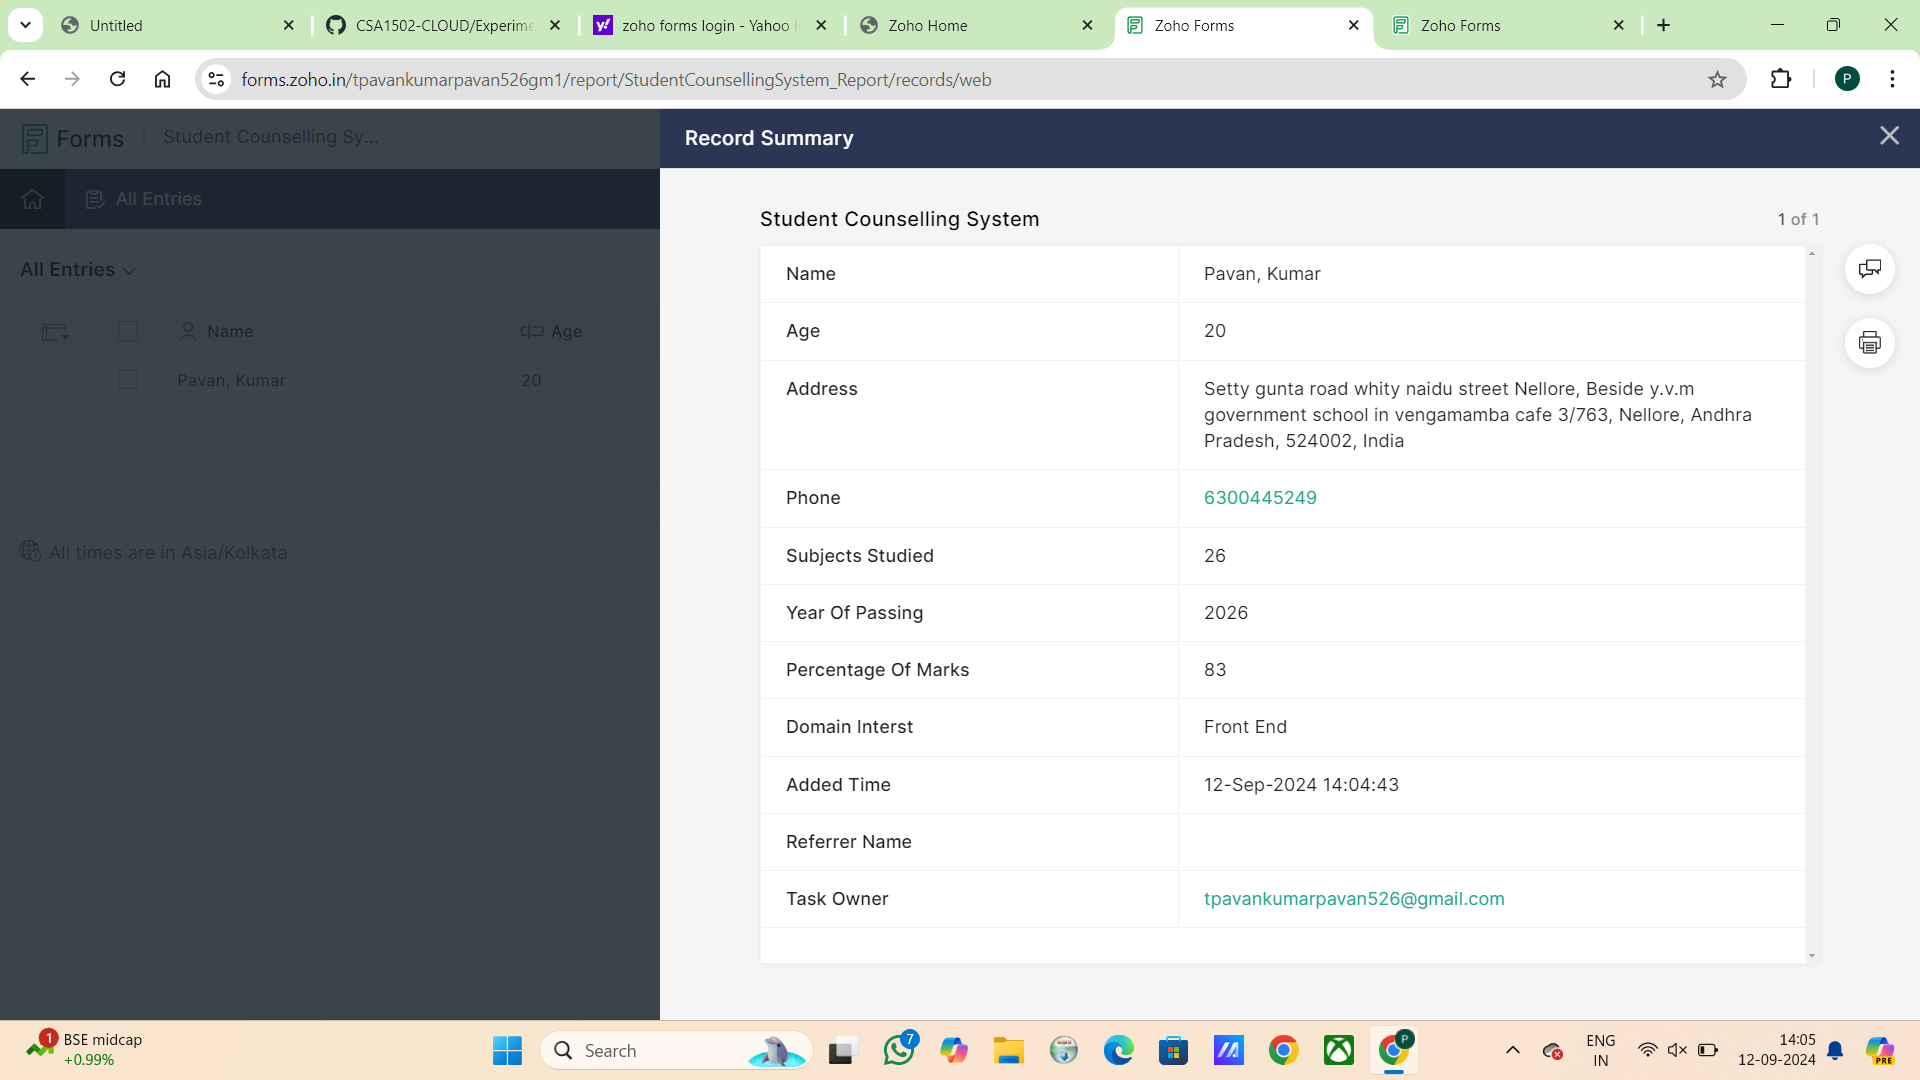 Untitled
CSA1502-CLOUD/Experime
zoho forms login - Yahoo I
Zoho Home
Zoho Forms
Zoho Forms
forms.zoho.in/tpavankumarpavan526gm1/report/StudentCounsellingSystem_Report/records/web
P
Forms
Student Counselling Sy...
Record Summary
All Entries
Student Counselling System
1 of 1
All Entries
Name
Age
Pavan, Kumar
20
All times are in Asia/Kolkata
Name Pavan, Kumar
Age 20
Address Setty gunta road whity naidu street Nellore, Beside y.v.m
government school in vengamamba cafe 3/763, Nellore, Andhra
Pradesh, 524002, India
Phone 6300445249
Subjects Studied 26
Year Of Passing 2026
Percentage Of Marks 83
Domain Interst Front End
Added Time 12-Sep-2024 14:04:43
Referrer Name
Task Owner tpavankumarpavan526@gmail.com
1
BSE midcap
+0.99%
Search
7
P
ENG
IN
14:05
12-09-2024
PRE